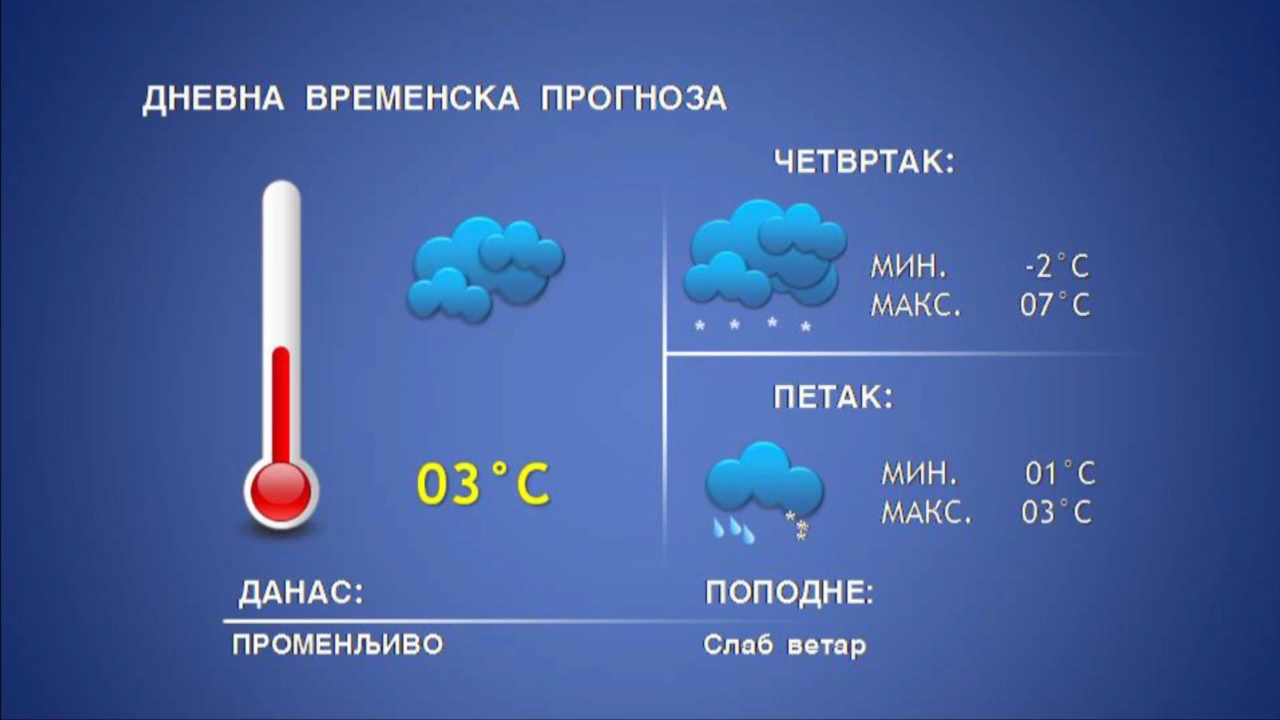 ДНЕВНА ВРЕМЕНСКА ПРОГНОЗА
03°C
ЧЕТВРТАК:
МИН. -2°C
МАКС. 07°C
ПЕТАК:
МИН. 01°C
МАКС. 03°C
ДАНАС:
ПРОМЕНЉИВО
ПОПОДНЕ:
Слаб ветар